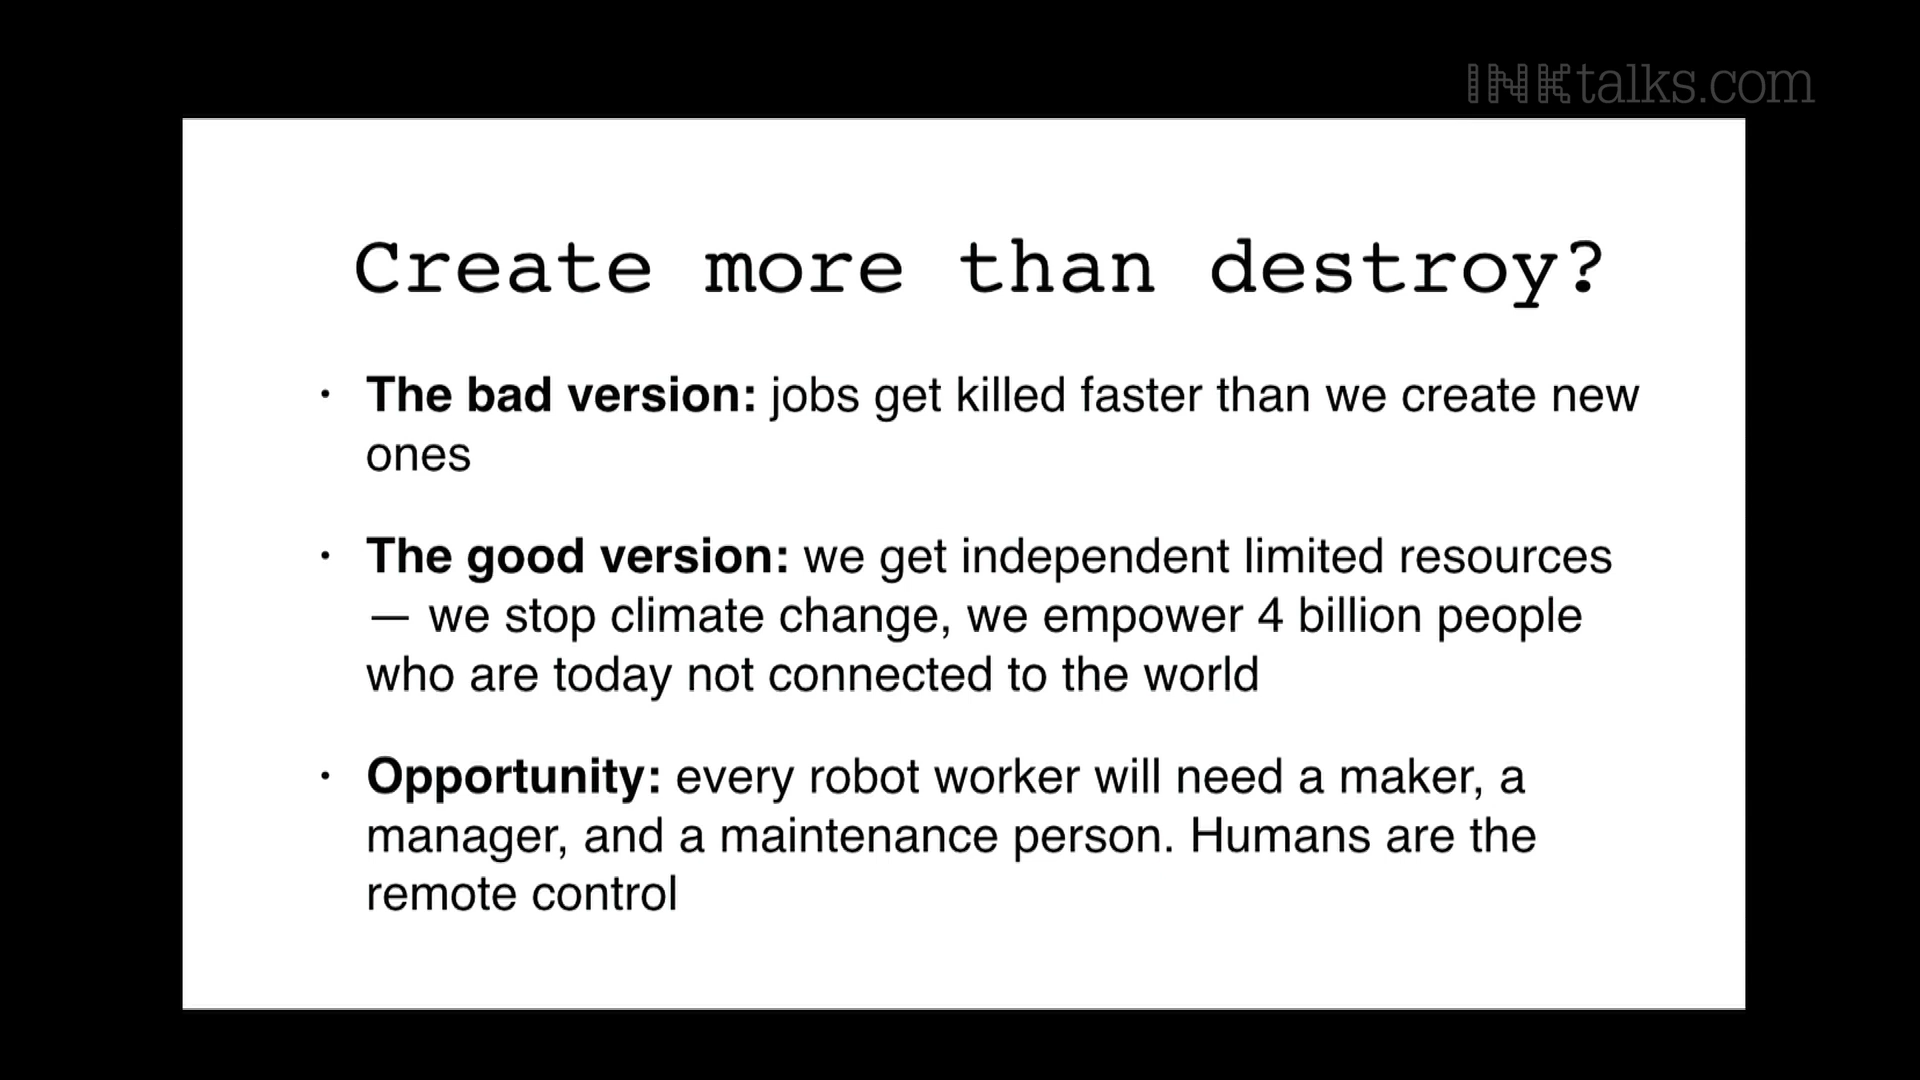 INKtalks.com
Create more than destroy?
• The bad version: jobs get killed faster than we create new
ones
• The good version: we get independent limited resources
— we stop climate change, we empower 4 billion people
who are today not connected to the world
• Opportunity: every robot worker will need a maker, a
manager, and a maintenance person. Humans are the
remote control